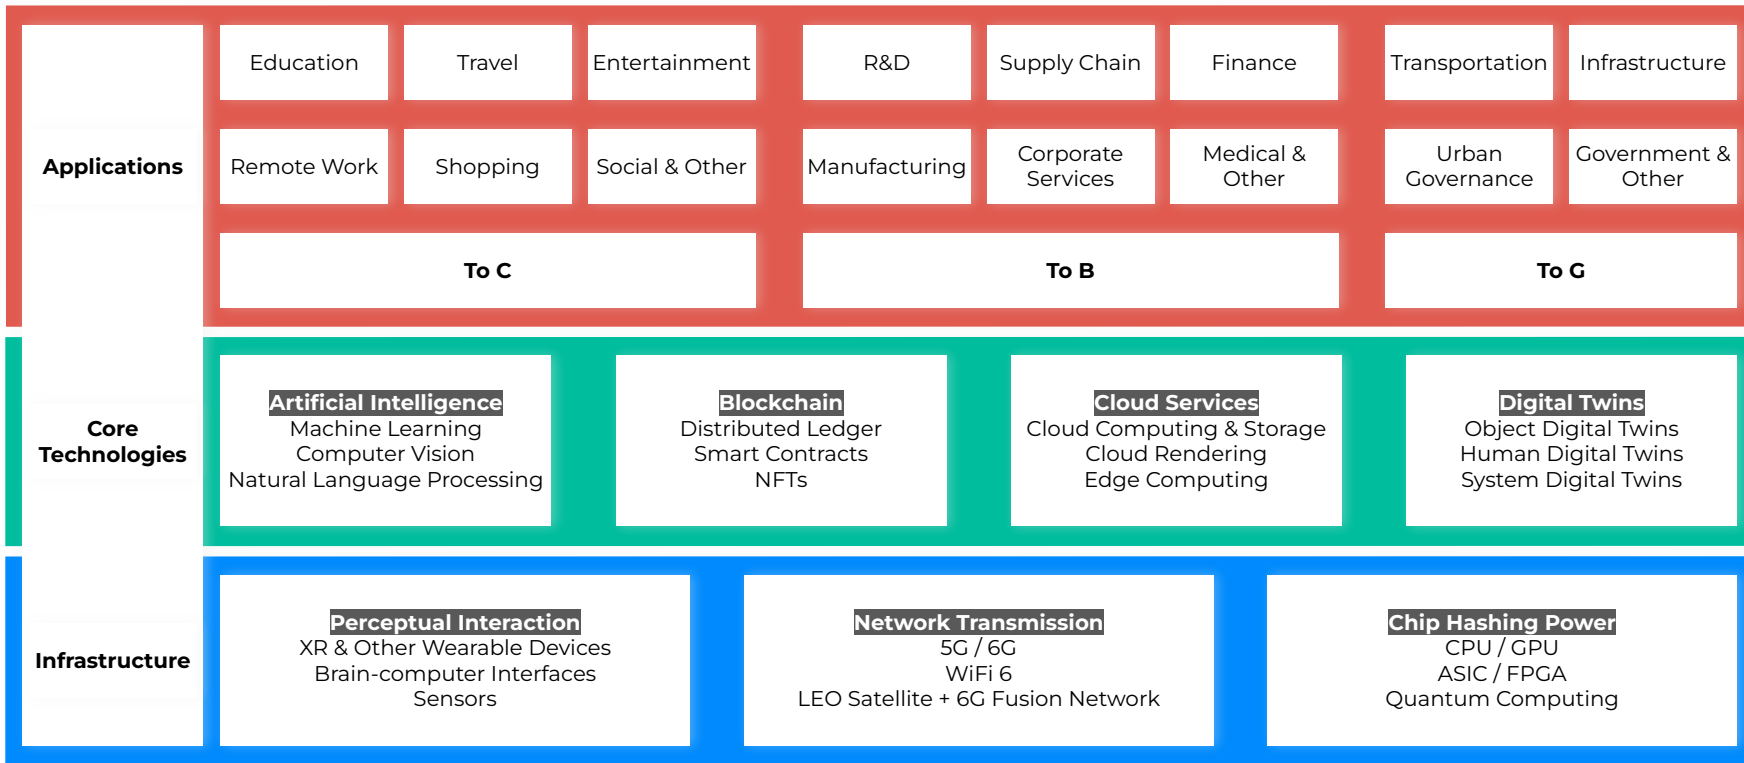 Applications
Education
Travel
Entertainment
R&D
Supply Chain
Finance
Transportation
Infrastructure
Remote Work
Shopping
Social & Other
Manufacturing
Corporate
Services
Medical &
Other
Urban
Governance
Government &
Other
To C
To B
To G
Core
Technologies
Artificial Intelligence
Machine Learning
Computer Vision
Natural Language Processing
Blockchain
Distributed Ledger
Smart Contracts
NFTs
Cloud Services
Cloud Computing & Storage
Cloud Rendering
Edge Computing
Digital Twins
Object Digital Twins
Human Digital Twins
System Digital Twins
Infrastructure
Perceptual Interaction
XR & Other Wearable Devices
Brain-computer Interfaces
Sensors
Network Transmission
5G / 6G
WiFi 6
LEO Satellite + 6G Fusion Network
Chip Hashing Power
CPU / GPU
ASIC / FPGA
Quantum Computing